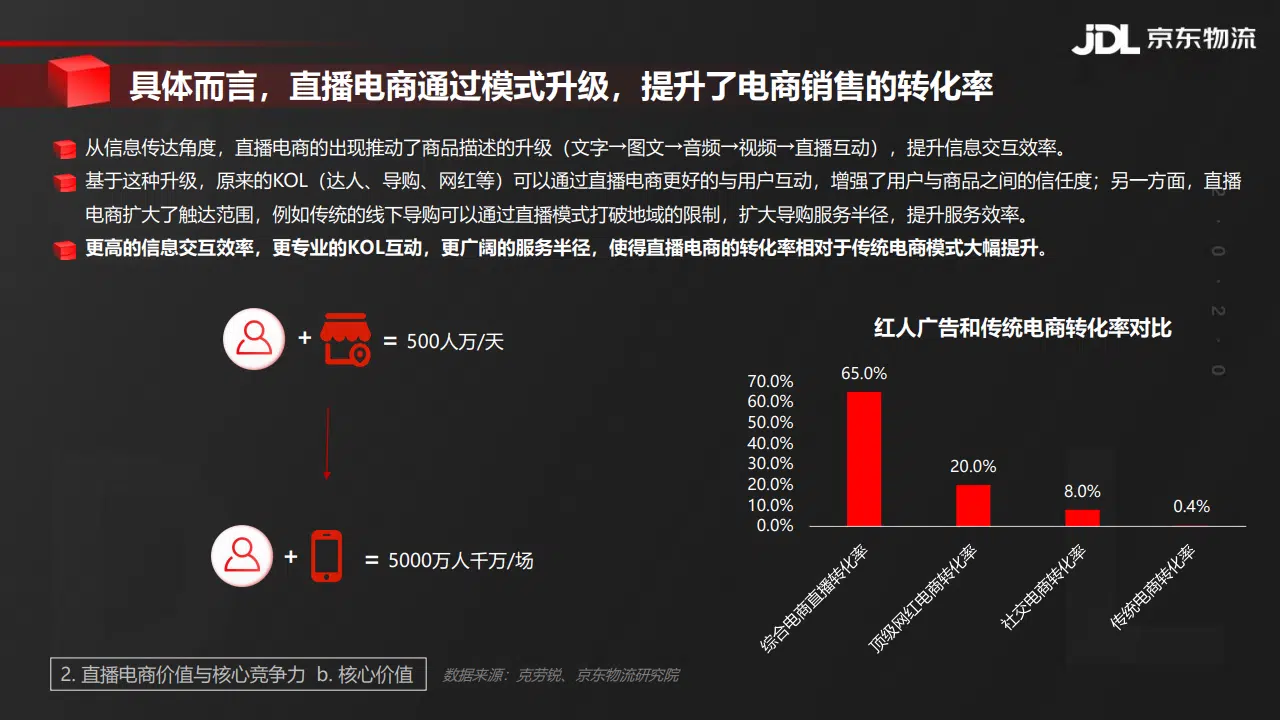 JDL 京东物流
具体而言，直播电商通过模式升级，提升了电商销售的转化率
从信息传达角度，直播电商的出现推动了商品描述的升级（文字→图文→音频→视频→直播互动），提升信息交互效率。
基于这种升级，原来的KOL（达人、导购、网红等）可以通过直播电商更好的与用户互动，增强了用户与商品之间的信任度；另一方面，直播
电商扩大了触达范围，例如传统的线下导购可以通过直播模式打破地域的限制，扩大导购服务半径，提升服务效率。
更高的信息交互效率，更专业的KOL互动，更广阔的服务半径，使得直播电商的转化率相对于传统电商模式大幅提升。
2.0.2.0
+ = 500人万/天
+ = 5000万人千万/场
红人广告和传统电商转化率对比
70.0%
60.0%
50.0%
40.0%
30.0%
20.0%
10.0%
0.0%
65.0%
20.0%
8.0%
0.4%
综合电商直播转化率
顶级网红电商转化率
社交电商转化率
传统电商转化率
2. 直播电商价值与核心竞争力 b. 核心价值
数据来源：克劳锐、京东物流研究院